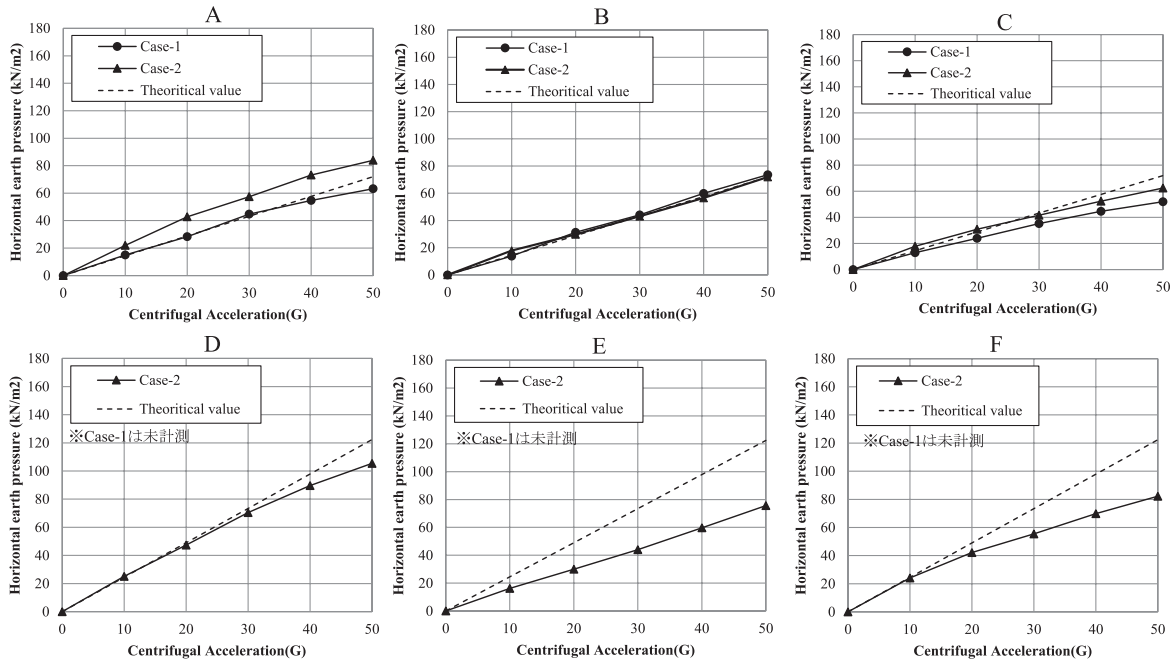 A
Horizontal earth pressure (kN/m2)
180
160
140
120
100
80
60
40
20
0
Case-1
Case-2
Theoritical value
0 10 20 30 40 50
Centrifugal Acceleration(G)
B
Horizontal earth pressure (kN/m2)
180
160
140
120
100
80
60
40
20
0
Case-1
Case-2
Theoritical value
0 10 20 30 40 50
Centrifugal Acceleration(G)
C
Horizontal earth pressure (kN/m2)
180
160
140
120
100
80
60
40
20
0
Case-1
Case-2
Theoritical value
0 10 20 30 40 50
Centrifugal Acceleration(G)
D
Horizontal earth pressure (kN/m2)
180
160
140
120
100
80
60
40
20
0
Case-2
Theoritical value
※Case-1は未計測
0 10 20 30 40 50
Centrifugal Acceleration(G)
E
Horizontal earth pressure (kN/m2)
180
160
140
120
100
80
60
40
20
0
Case-2
Theoritical value
※Case-1は未計測
0 10 20 30 40 50
Centrifugal Acceleration(G)
F
Horizontal earth pressure (kN/m2)
180
160
140
120
100
80
60
40
20
0
Case-2
Theoritical value
※Case-1は未計測
0 10 20 30 40 50
Centrifugal Acceleration(G)